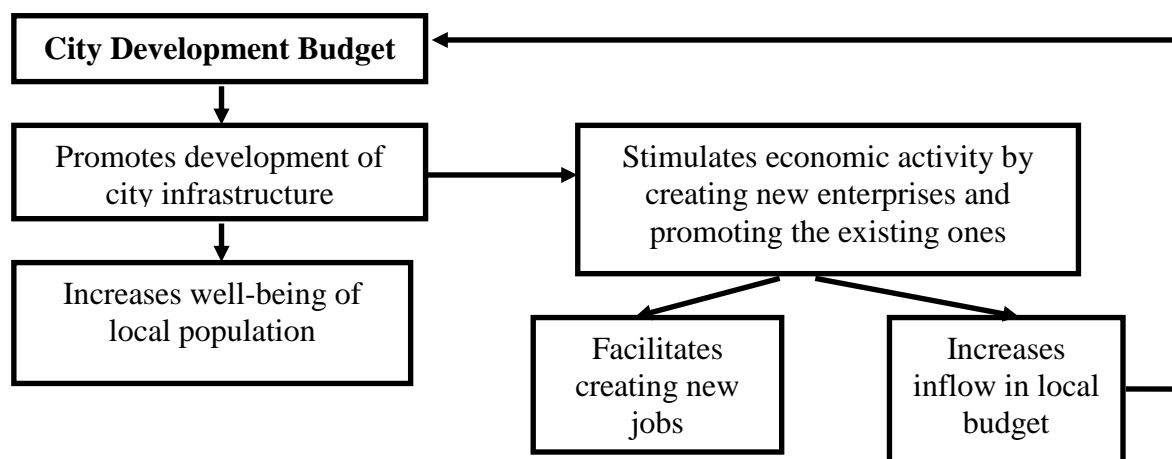 City Development Budget
Promotes development of
city infrastructure
Stimulates economic activity by
creating new enterprises and
promoting the existing ones
Increases well-being of
local population
Facilitates
creating new
jobs
Increases
inflow in local
budget